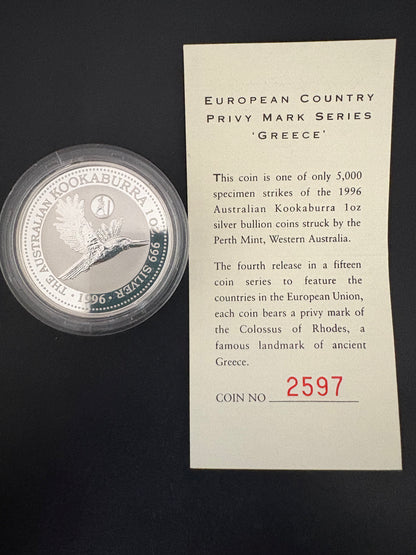 THE AUSTRALIAN KOOKABURRA 1 OZ 999 SILVER
· 1996 ·
EUROPEAN COUNTRY
PRIVY MARK SERIES
'GREECE'
This coin is one of only 5,000
specimen strikes of the 1996
Australian Kookaburra 1oz
silver bullion coins struck by the
Perth Mint, Western Australia.
The fourth release in a fifteen
coin series to feature the
countries in the European Union,
each coin bears a privy mark of
the Colossus of Rhodes, a
famous landmark of ancient
Greece.
COIN NO 2597